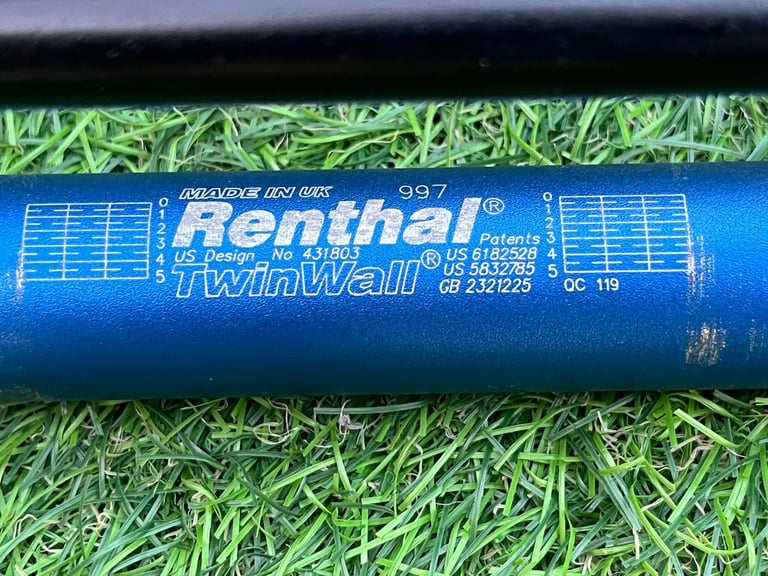 MADE IN UK 997
Renthal®
US Design No 431803
TwinWall®
Patents
US 6182528
US 5832785
GB 2321225
0
1
2
3
4
5
0
1
2
3
4
5
QC 119